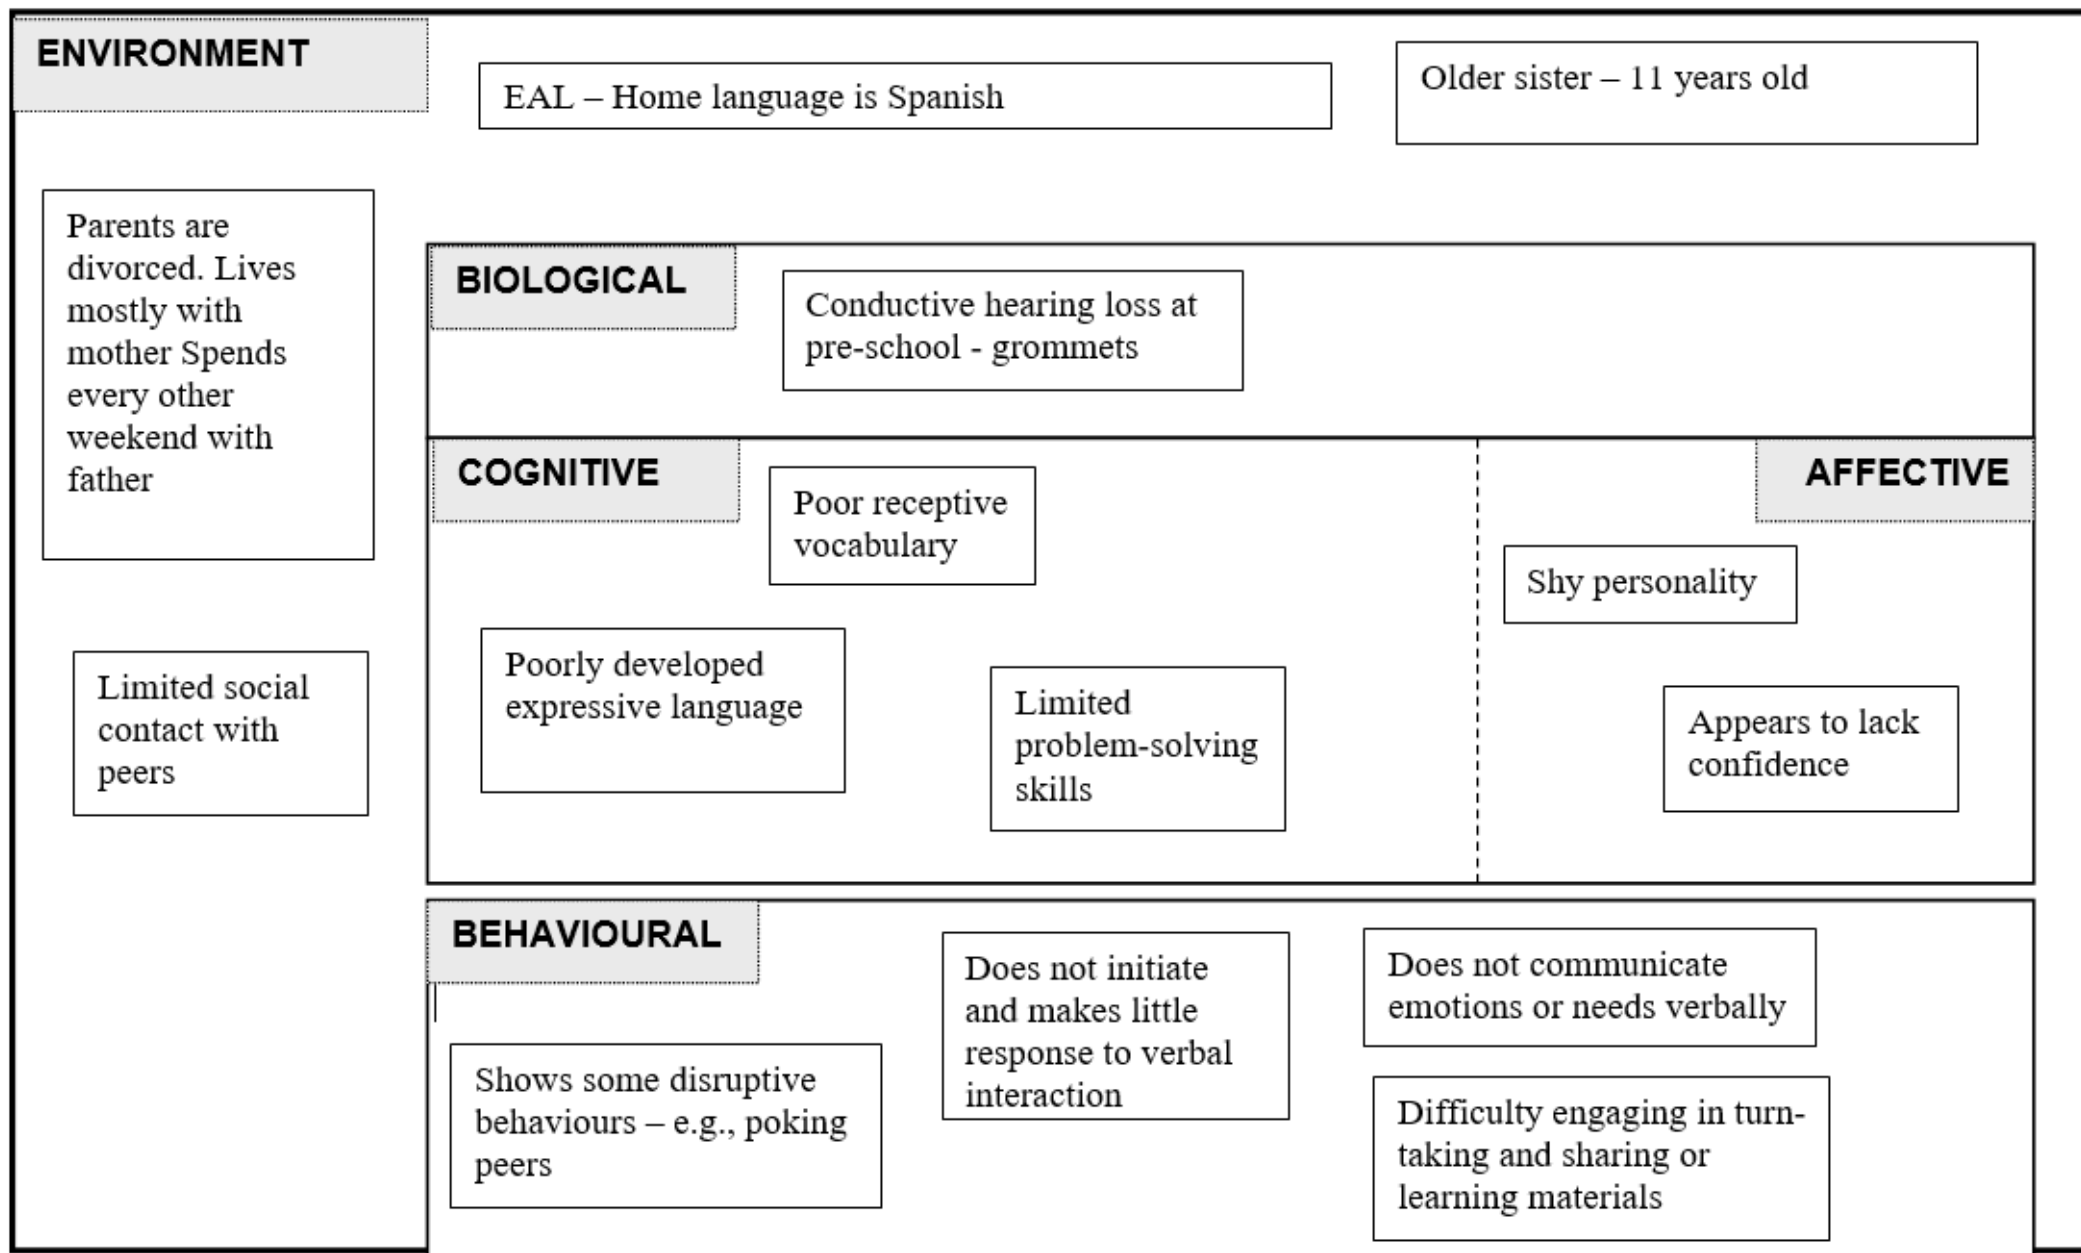 ENVIRONMENT
EAL – Home language is Spanish
Older sister – 11 years old
Parents are
divorced. Lives
mostly with
mother Spends
every other
weekend with
father
Limited social
contact with
peers
BIOLOGICAL
Conductive hearing loss at
pre-school - grommets
COGNITIVE
Poor receptive
vocabulary
Poorly developed
expressive language
Limited
problem-solving
skills
AFFECTIVE
Shy personality
Appears to lack
confidence
BEHAVIOURAL
Shows some disruptive
behaviours – e.g., poking
peers
Does not initiate
and makes little
response to verbal
interaction
Does not communicate
emotions or needs verbally
Difficulty engaging in turn-
taking and sharing or
learning materials